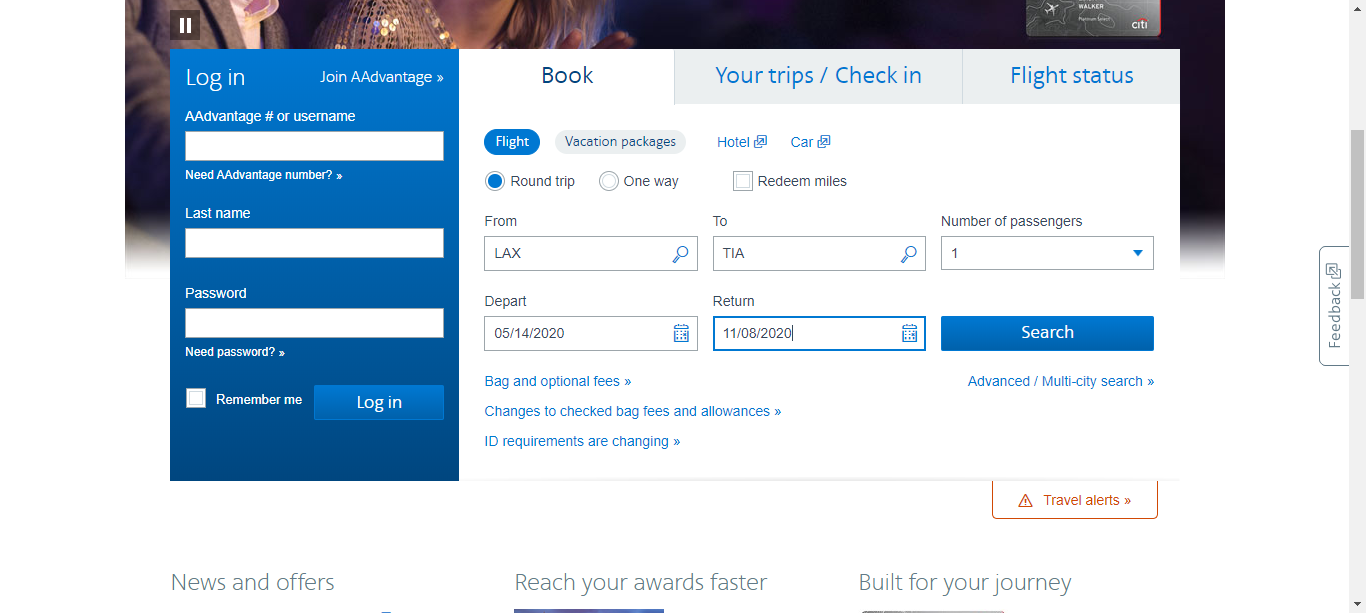 WALKER
Platinum Select
citi
Log in
Join AAdvantage »
AAdvantage # or username
Need AAdvantage number? »
Last name
Password
Need password? »
Remember me
Log in
Book
Your trips / Check in
Flight status
Flight
Vacation packages
Hotel
Car
Round trip
One way
Redeem miles
From
To
Number of passengers
LAX
TIA
1
Depart
Return
05/14/2020
11/08/2020
Search
Bag and optional fees »
Advanced / Multi-city search »
Changes to checked bag fees and allowances »
ID requirements are changing »
Travel alerts »
Feedback
News and offers
Reach your awards faster
Built for your journey